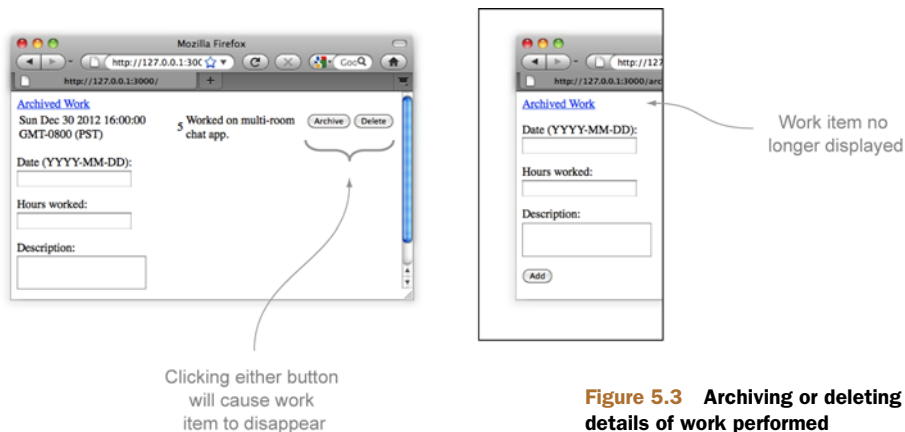 Mozilla Firefox
http://127.0.0.1:300
Goo
http://127.0.0.1:3000/
Archived Work
Sun Dec 30 2012 16:00:00
GMT-0800 (PST)
5
Worked on multi-room
chat app.
Archive
Delete
Date (YYYY-MM-DD):
Hours worked:
Description:
Clicking either button
will cause work
item to disappear
http://127
http://127.0.0.1:3000/arc
Archived Work
Date (YYYY-MM-DD):
Hours worked:
Description:
Add
Work item no
longer displayed
Figure 5.3 Archiving or deleting
details of work performed